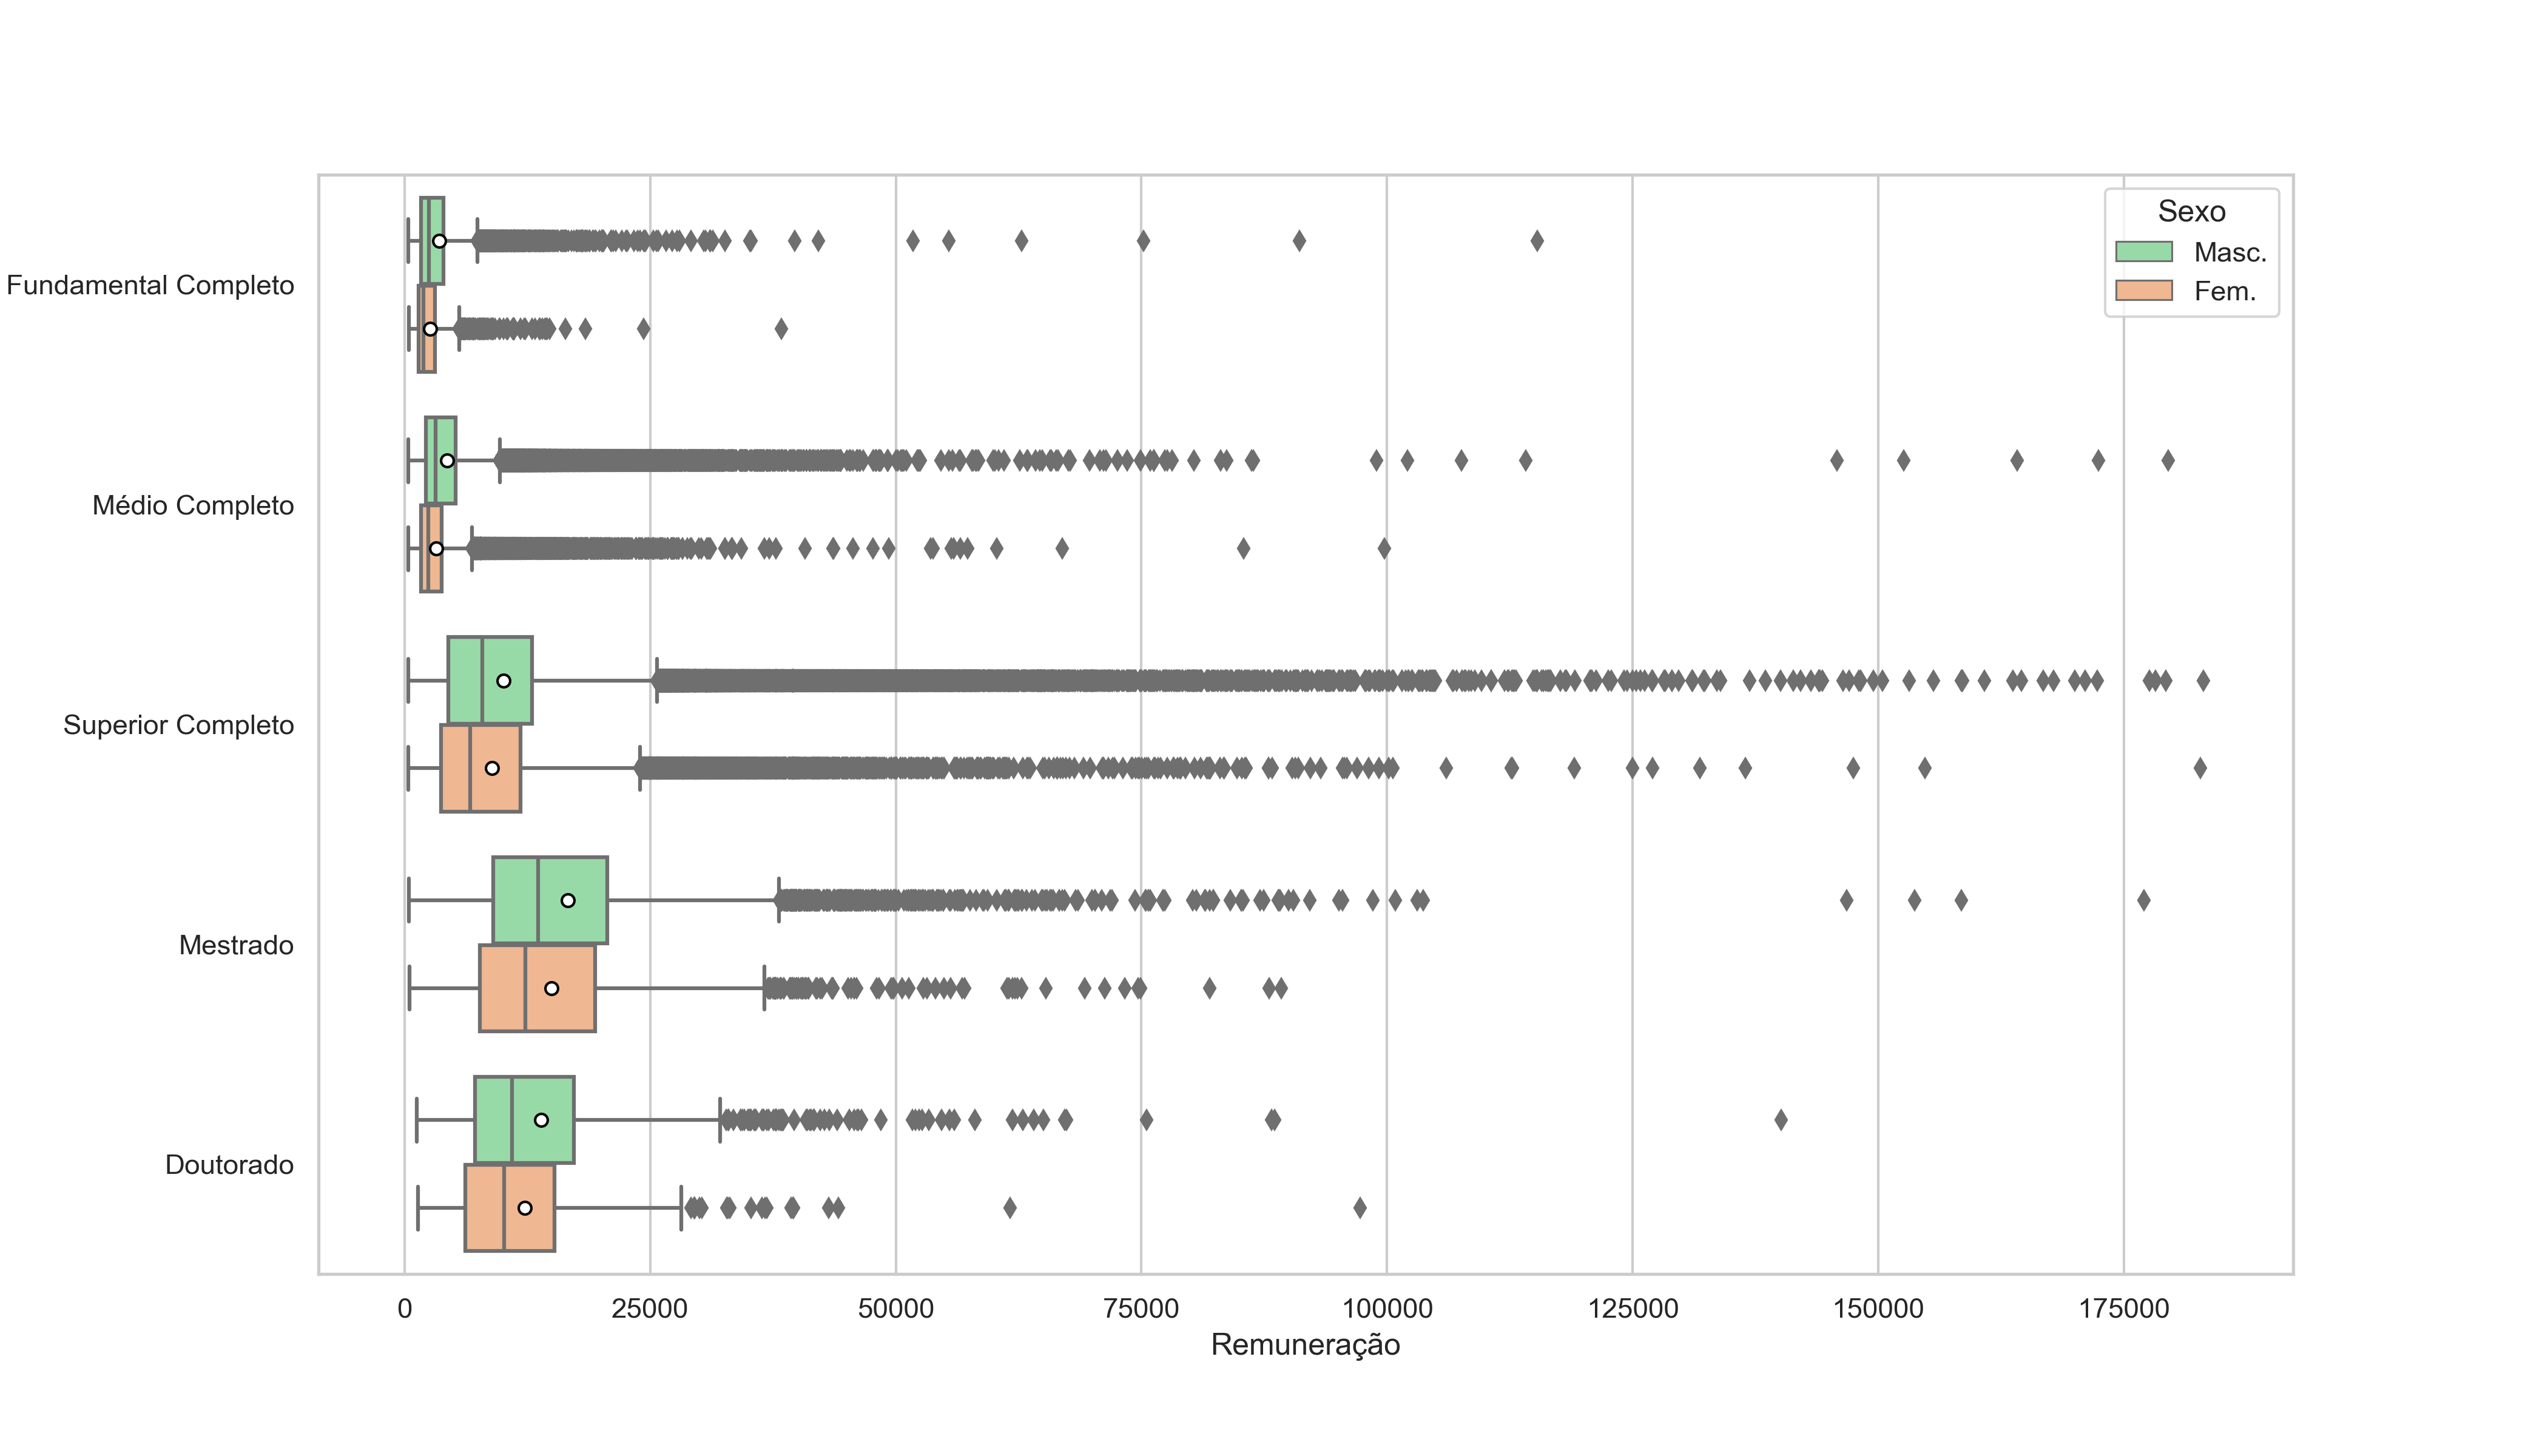 Sexo
Masc.
Fem.
Fundamental Completo
Médio Completo
Superior Completo
Mestrado
Doutorado
0 25000 50000 75000 100000 125000 150000 175000
Remuneração